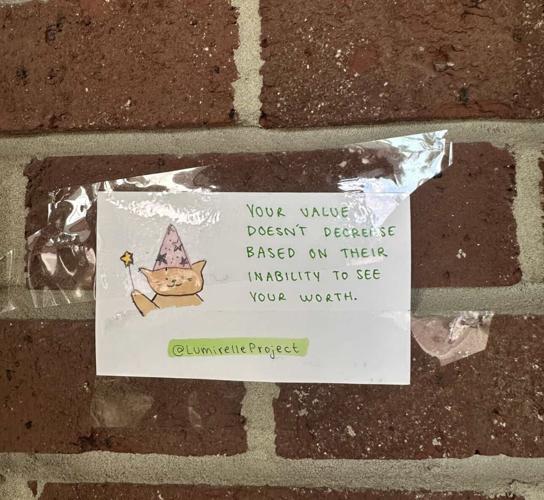 YOUR VALUE
DOESN'T DECREASE
BASED ON THEIR
INABILITY TO SEE
YOUR WORTH.
@LumirelleProject